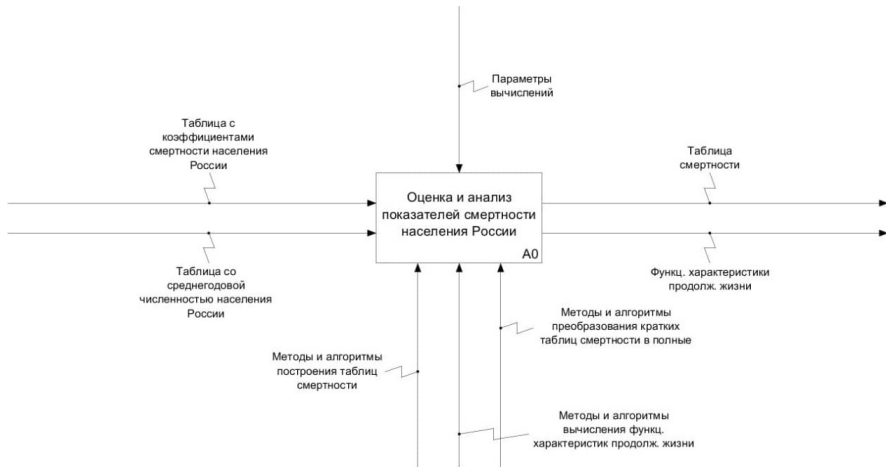 Параметры
вычислений
Таблица с
коэффициентами
смертности населения
России
Таблица
смертности
Оценка и анализ
показателей смертности
населения России
A0
Таблица со
среднегодовой
численностью населения
России
Функц. характеристики
продолж. жизни
Методы и алгоритмы
преобразования кратких
таблиц смертности в полные
Методы и алгоритмы
построения таблиц
смертности
Методы и алгоритмы
вычисления функц.
характеристик продолж. жизни